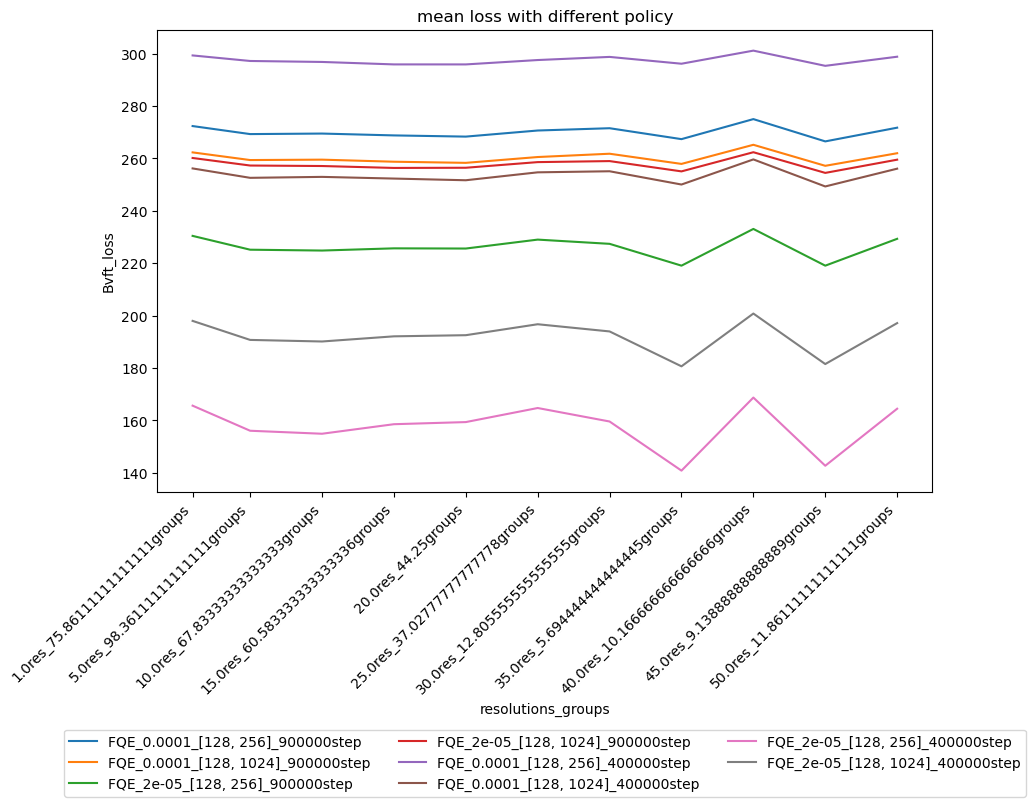 mean loss with different policy
Bvft_loss
300
280
260
240
220
200
180
160
140
1.0res_75.86111111111111groups
5.0res_98.36111111111111groups
10.0res_67.83333333333333groups
15.0res_60.583333333333336groups
20.0res_44.25groups
25.0res_37.02777777777778groups
30.0res_12.805555555555555groups
35.0res_5.694444444444445groups
40.0res_10.166666666666666groups
45.0res_9.13888888888889groups
50.0res_11.86111111111111groups
resolutions_groups
FQE_0.0001_[128, 256]_900000step
FQE_0.0001_[128, 1024]_900000step
FQE_2e-05_[128, 256]_900000step
FQE_2e-05_[128, 1024]_900000step
FQE_0.0001_[128, 256]_400000step
FQE_0.0001_[128, 1024]_400000step
FQE_2e-05_[128, 256]_400000step
FQE_2e-05_[128, 1024]_400000step